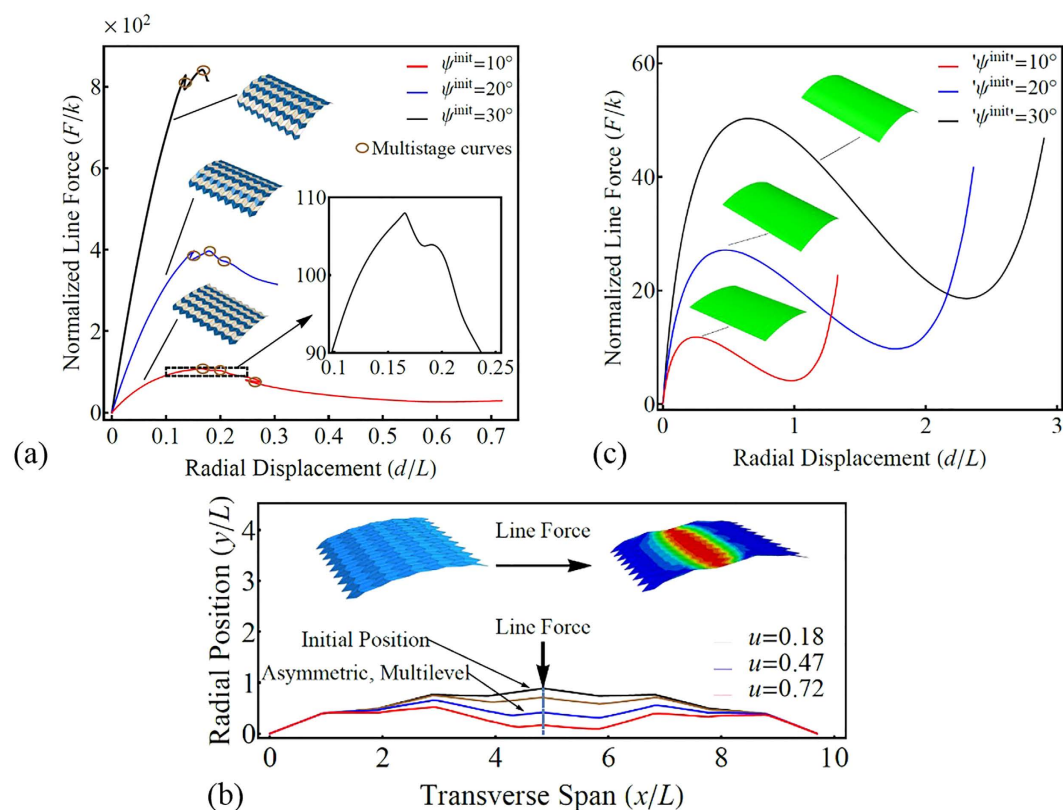 × 10²
Normalized Line Force (F/k)
8
6
4
2
0
ψ^init=10°
ψ^init=20°
ψ^init=30°
Multistage curves
110
100
90
0.1 0.15 0.2 0.25
0 0.1 0.2 0.3 0.4 0.5 0.6 0.7
(a)
Radial Displacement (d/L)
Normalized Line Force (F/k)
60
40
20
0
'ψ^init'=10°
'ψ^init'=20°
'ψ^init'=30°
0 1 2 3
(c)
Radial Displacement (d/L)
Radial Position (y/L)
4
3
2
1
0
Line Force
Line Force
Initial Position
Asymmetric, Multilevel
u=0.18
u=0.47
u=0.72
0 2 4 6 8 10
(b)
Transverse Span (x/L)